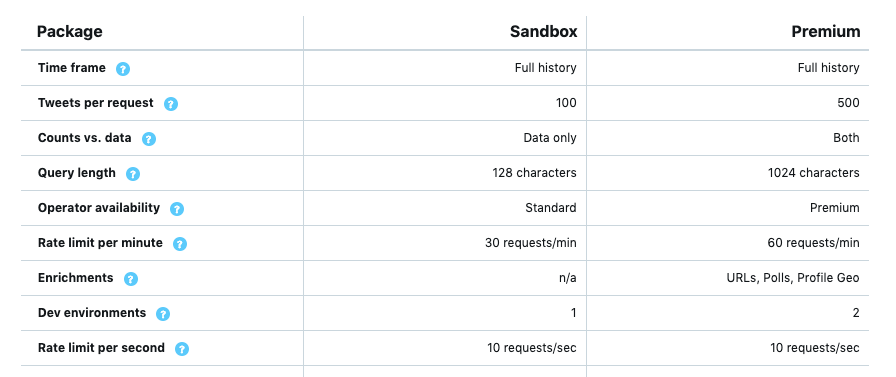 Package Sandbox Premium
Time frame ? Full history Full history
Tweets per request ? 100 500
Counts vs. data ? Data only Both
Query length ? 128 characters 1024 characters
Operator availability ? Standard Premium
Rate limit per minute ? 30 requests/min 60 requests/min
Enrichments ? n/a URLs, Polls, Profile Geo
Dev environments ? 1 2
Rate limit per second ? 10 requests/sec 10 requests/sec